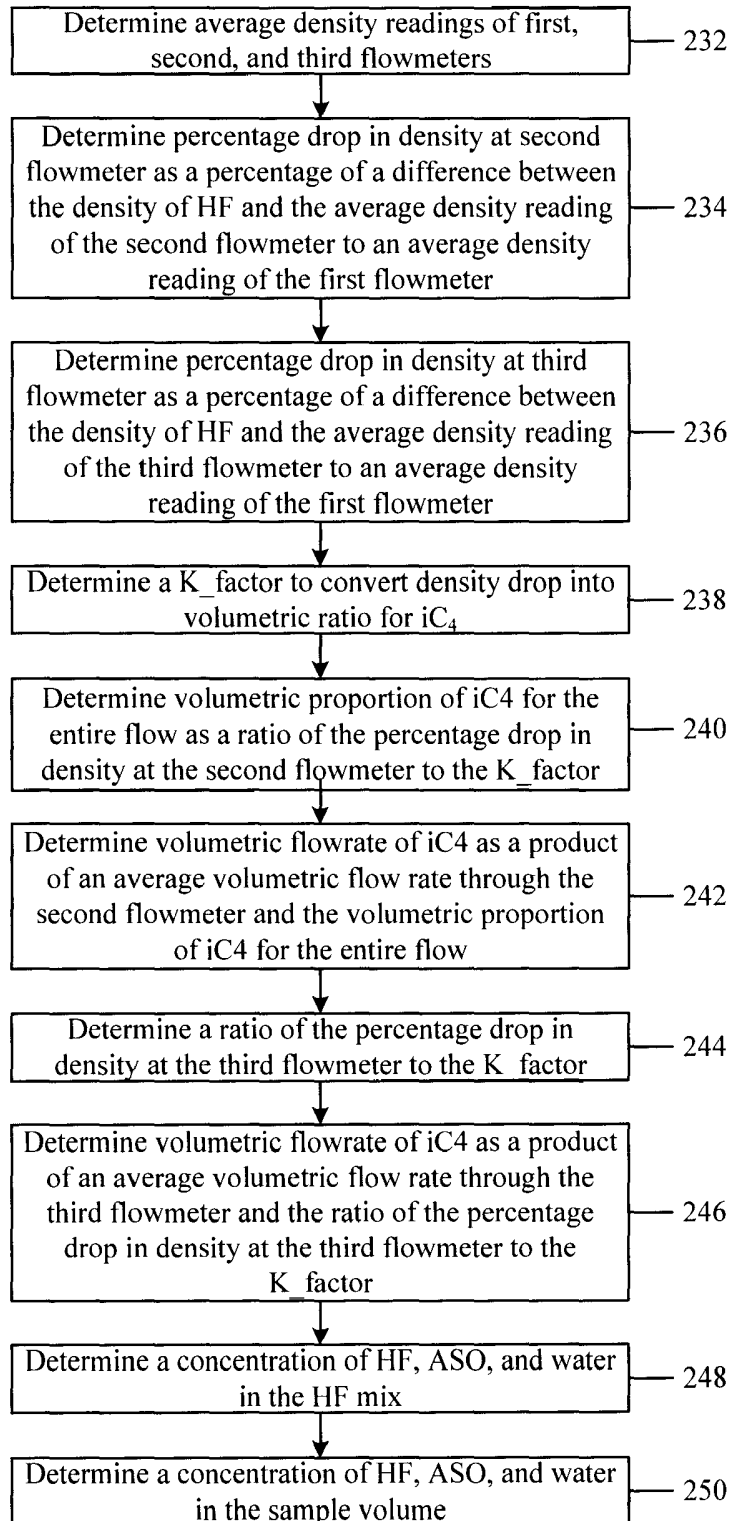 Determine average density readings of first,
second, and third flowmeters
232
Determine percentage drop in density at second
flowmeter as a percentage of a difference between
the density of HF and the average density reading
of the second flowmeter to an average density
reading of the first flowmeter
234
Determine percentage drop in density at third
flowmeter as a percentage of a difference between
the density of HF and the average density reading
of the third flowmeter to an average density
reading of the first flowmeter
236
Determine a K_factor to convert density drop into
volumetric ratio for iC₄
238
Determine volumetric proportion of iC4 for the
entire flow as a ratio of the percentage drop in
density at the second flowmeter to the K_factor
240
Determine volumetric flowrate of iC4 as a product
of an average volumetric flow rate through the
second flowmeter and the volumetric proportion
of iC4 for the entire flow
242
Determine a ratio of the percentage drop in
density at the third flowmeter to the K_factor
244
Determine volumetric flowrate of iC4 as a product
of an average volumetric flow rate through the
third flowmeter and the ratio of the percentage
drop in density at the third flowmeter to the
K_factor
246
Determine a concentration of HF, ASO, and water
in the HF mix
248
Determine a concentration of HF, ASO, and water
in the sample volume
250